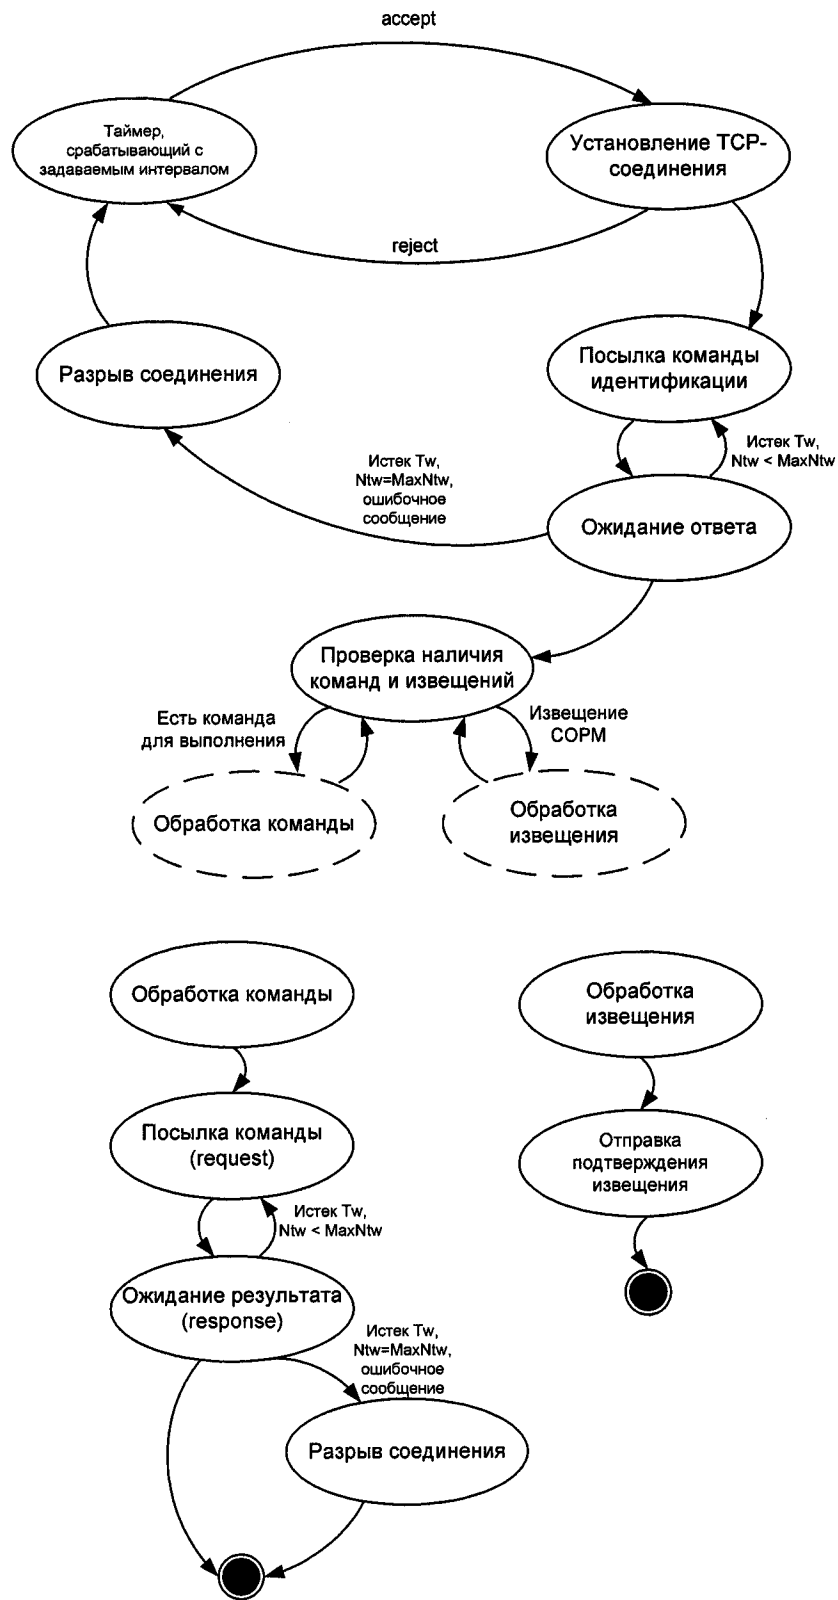 accept
Таймер,
срабатывающий с
задаваемым интервалом
Установление TCP-
соединения
reject
Разрыв соединения
Посылка команды
идентификации
Истек Tw,
Ntw < MaxNtw
Истек Tw,
Ntw=MaxNtw,
ошибочное
сообщение
Ожидание ответа
Проверка наличия
команд и извещений
Есть команда
для выполнения
Извещение
СОРМ
Обработка команды
Обработка
извещения
Обработка команды
Обработка
извещения
Посылка команды
(request)
Отправка
подтверждения
извещения
Истек Tw,
Ntw < MaxNtw
Ожидание результата
(response)
Истек Tw,
Ntw=MaxNtw,
ошибочное
сообщение
Разрыв соединения